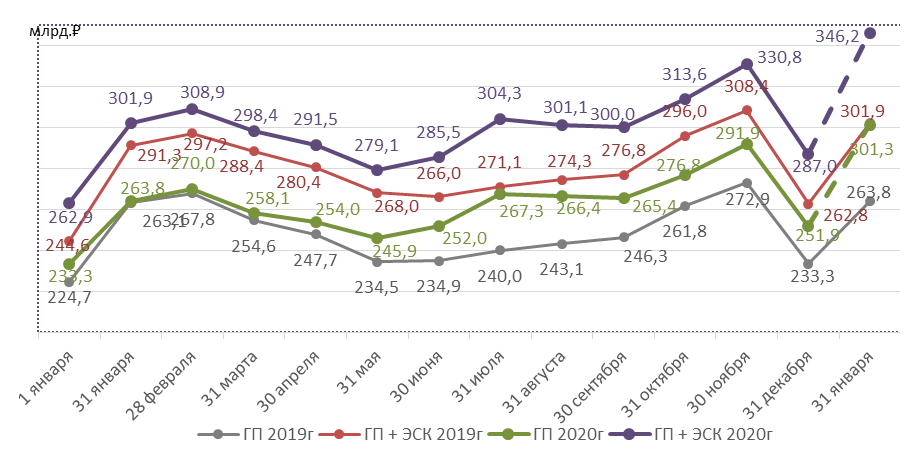 млрд.₽
346,2
330,8
313,6
308,4
308,9
301,9
304,3
301,1
300,0
298,4
291,5
279,1
285,5
296,0
301,9
301,3
297,2
291,3
288,4
280,4
268,0
266,0
271,1
274,3
276,8
276,8
291,9
287,0
270,0
263,8
262,9
258,1
254,0
245,9
252,0
267,3
266,4
265,4
261,8
272,9
262,8
251,9
263,8
244,6
233,3
224,7
263,1
267,8
254,6
247,7
234,5
234,9
240,0
243,1
246,3
233,3
1 января
31 января
28 февраля
31 марта
30 апреля
31 мая
30 июня
31 июля
31 августа
30 сентября
31 октября
30 ноября
31 декабря
31 января
ГП 2019г
ГП + ЭСК 2019г
ГП 2020г
ГП + ЭСК 2020г